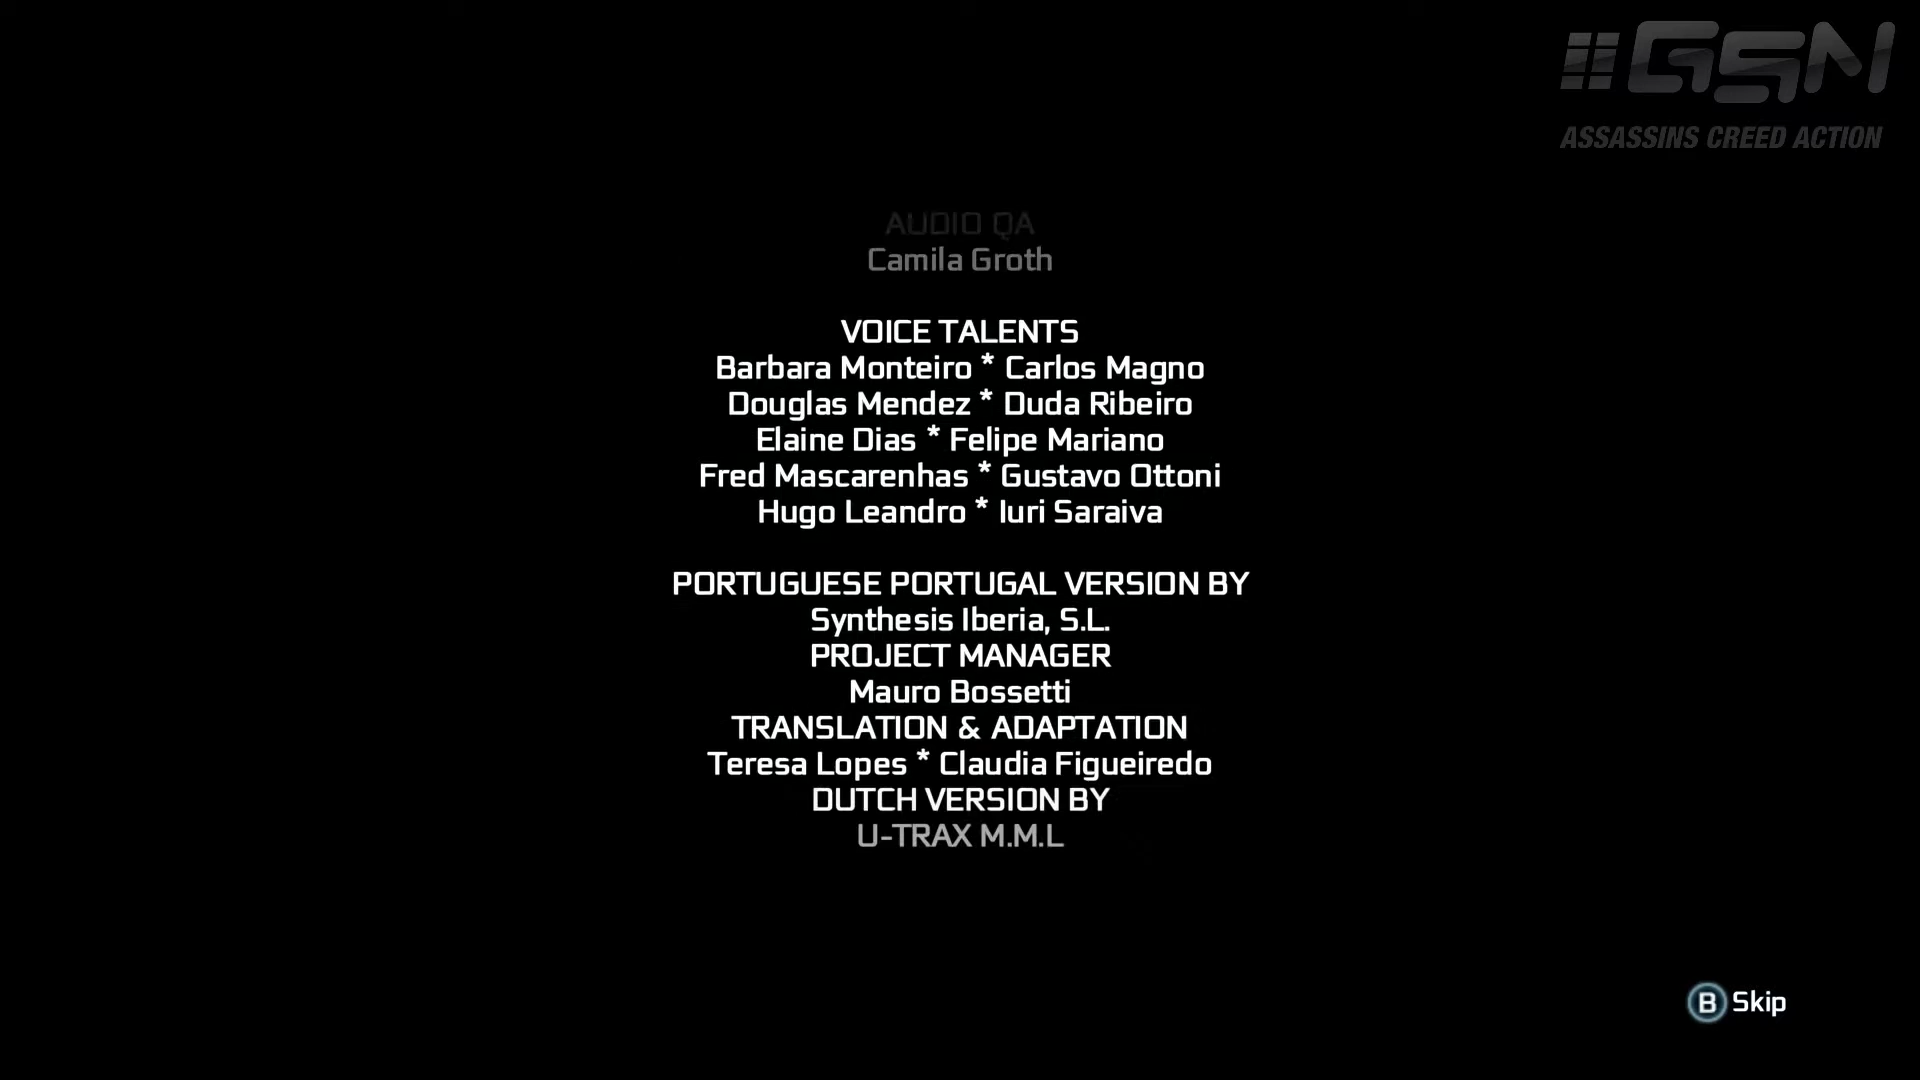 GSN
ASSASSINS CREED ACTION
AUDIO QA
Camila Groth
VOICE TALENTS
Barbara Monteiro * Carlos Magno
Douglas Mendez * Duda Ribeiro
Elaine Dias * Felipe Mariano
Fred Mascarenhas * Gustavo Ottoni
Hugo Leandro * Iuri Saraiva
PORTUGUESE PORTUGAL VERSION BY
Synthesis Iberia, S.L.
PROJECT MANAGER
Mauro Bossetti
TRANSLATION & ADAPTATION
Teresa Lopes * Claudia Figueiredo
DUTCH VERSION BY
U-TRAX M.M.L
B Skip